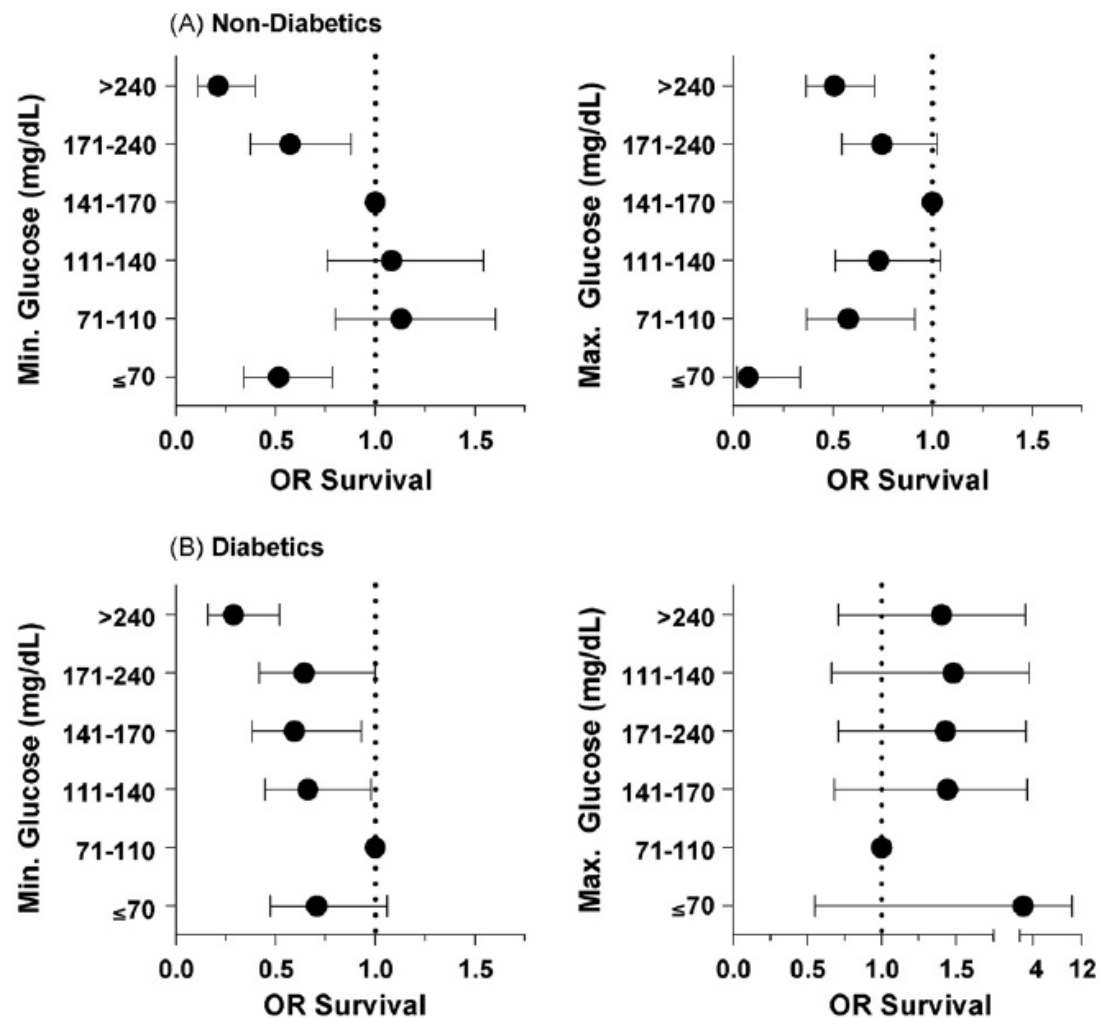 (A) Non-Diabetics
Min. Glucose (mg/dL)
>240
171-240
141-170
111-140
71-110
≤70
0.0 0.5 1.0 1.5
OR Survival
Max. Glucose (mg/dL)
>240
171-240
141-170
111-140
71-110
≤70
0.0 0.5 1.0 1.5
OR Survival
(B) Diabetics
Min. Glucose (mg/dL)
>240
171-240
141-170
111-140
71-110
≤70
0.0 0.5 1.0 1.5
OR Survival
Max. Glucose (mg/dL)
>240
111-140
171-240
141-170
71-110
≤70
0.0 0.5 1.0 1.5 4 12
OR Survival